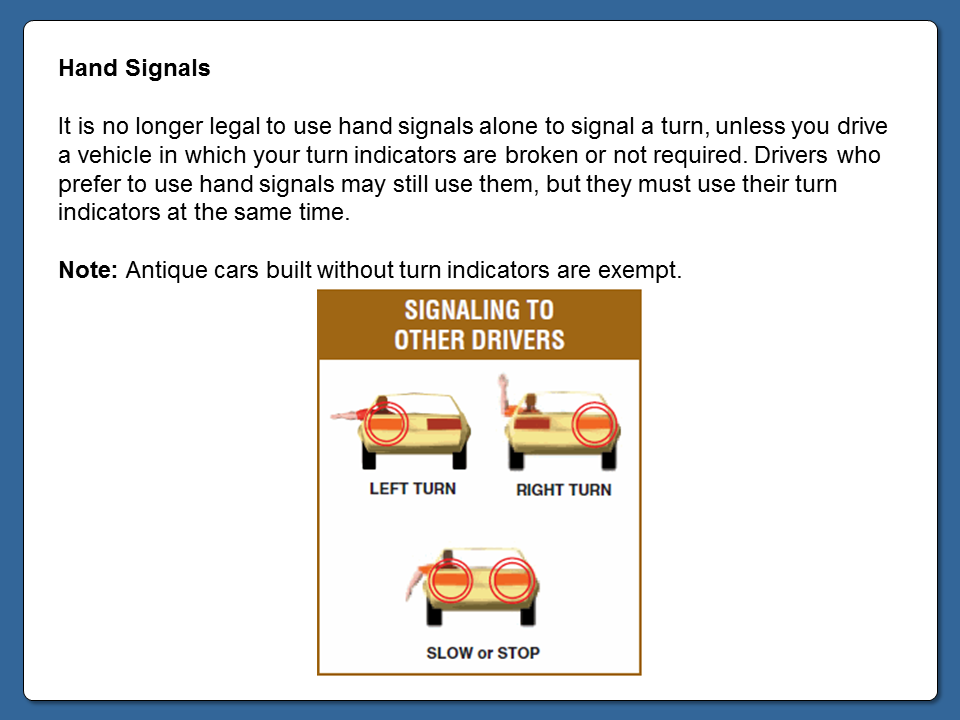 Hand Signals
It is no longer legal to use hand signals alone to signal a turn, unless you drive
a vehicle in which your turn indicators are broken or not required. Drivers who
prefer to use hand signals may still use them, but they must use their turn
indicators at the same time.
Note: Antique cars built without turn indicators are exempt.
SIGNALING TO
OTHER DRIVERS
LEFT TURN
RIGHT TURN
SLOW or STOP